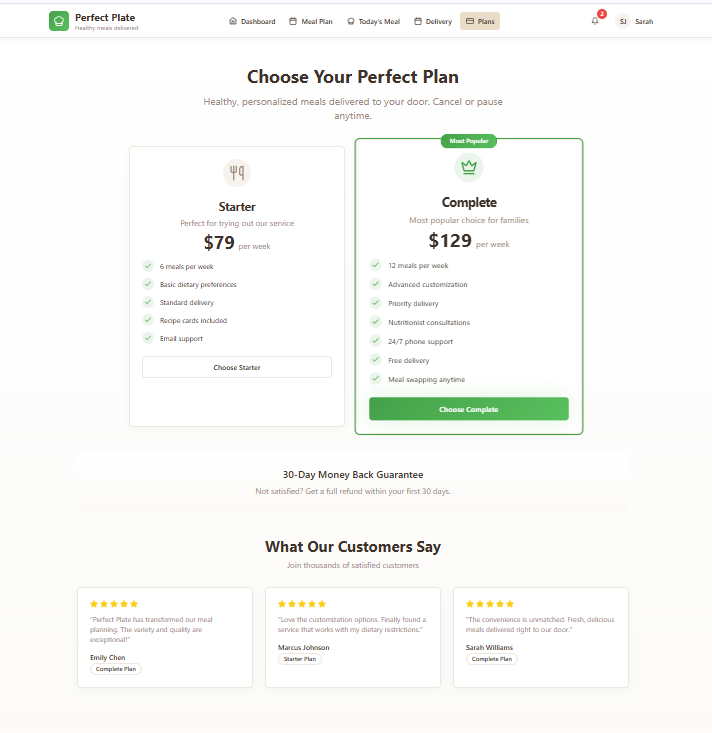 Perfect Plate
Healthy meals delivered
Dashboard
Meal Plan
Today's Meal
Delivery
Plans
2
SJ
Sarah
Choose Your Perfect Plan
Healthy, personalized meals delivered to your door. Cancel or pause
anytime.
Starter
Perfect for trying out our service
$79 per week
6 meals per week
Basic dietary preferences
Standard delivery
Recipe cards included
Email support
Choose Starter
Most Popular
Complete
Most popular choice for families
$129 per week
12 meals per week
Advanced customization
Priority delivery
Nutritionist consultations
24/7 phone support
Free delivery
Meal swapping anytime
Choose Complete
30-Day Money Back Guarantee
Not satisfied? Get a full refund within your first 30 days.
What Our Customers Say
Join thousands of satisfied customers
"Perfect Plate has transformed our meal
planning. The variety and quality are
exceptional!"
Emily Chen
Complete Plan
"Love the customization options. Finally found a
service that works with my dietary restrictions."
Marcus Johnson
Starter Plan
"The convenience is unmatched. Fresh, delicious
meals delivered right to our door."
Sarah Williams
Complete Plan